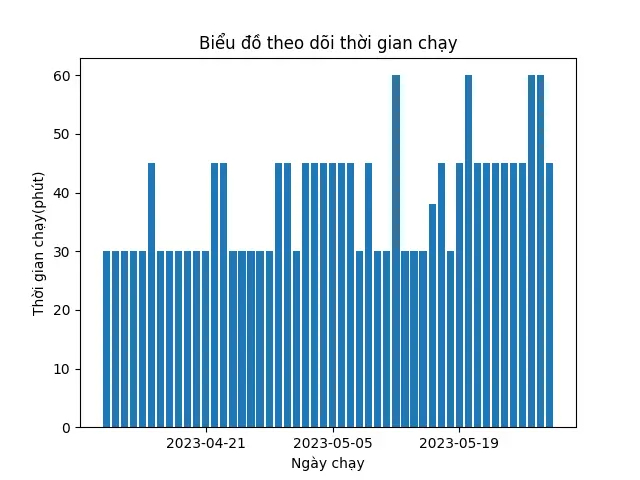 Biểu đồ theo dõi thời gian chạy
Thời gian chạy(phút)
60
50
40
30
20
10
0
2023-04-21 2023-05-05 2023-05-19
Ngày chạy